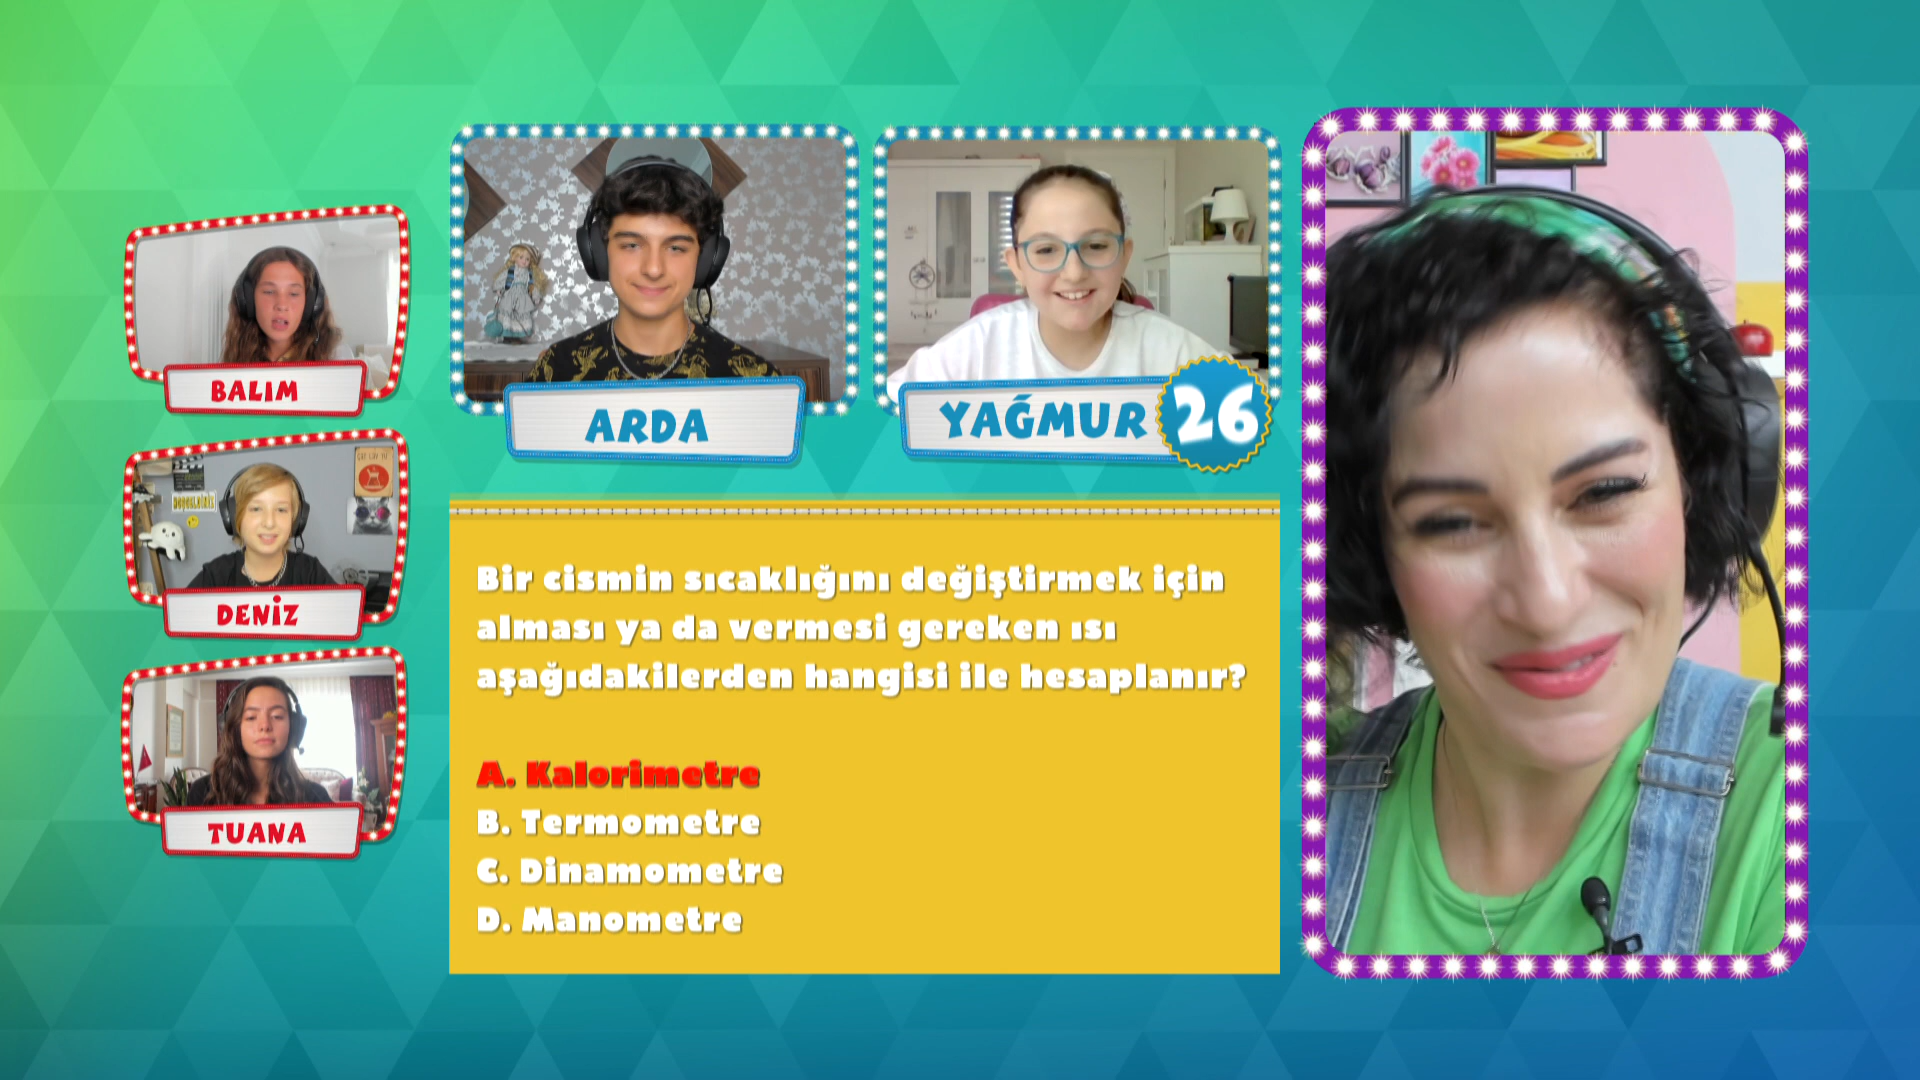 BALIM
DENİZ
TUANA
ARDA
YAĞMUR
26
Bir cismin sıcaklığını değiştirmek için
alması ya da vermesi gereken ısı
aşağıdakilerden hangisi ile hesaplanır?
A. Kalorimetre
B. Termometre
C. Dinamometre
D. Manometre